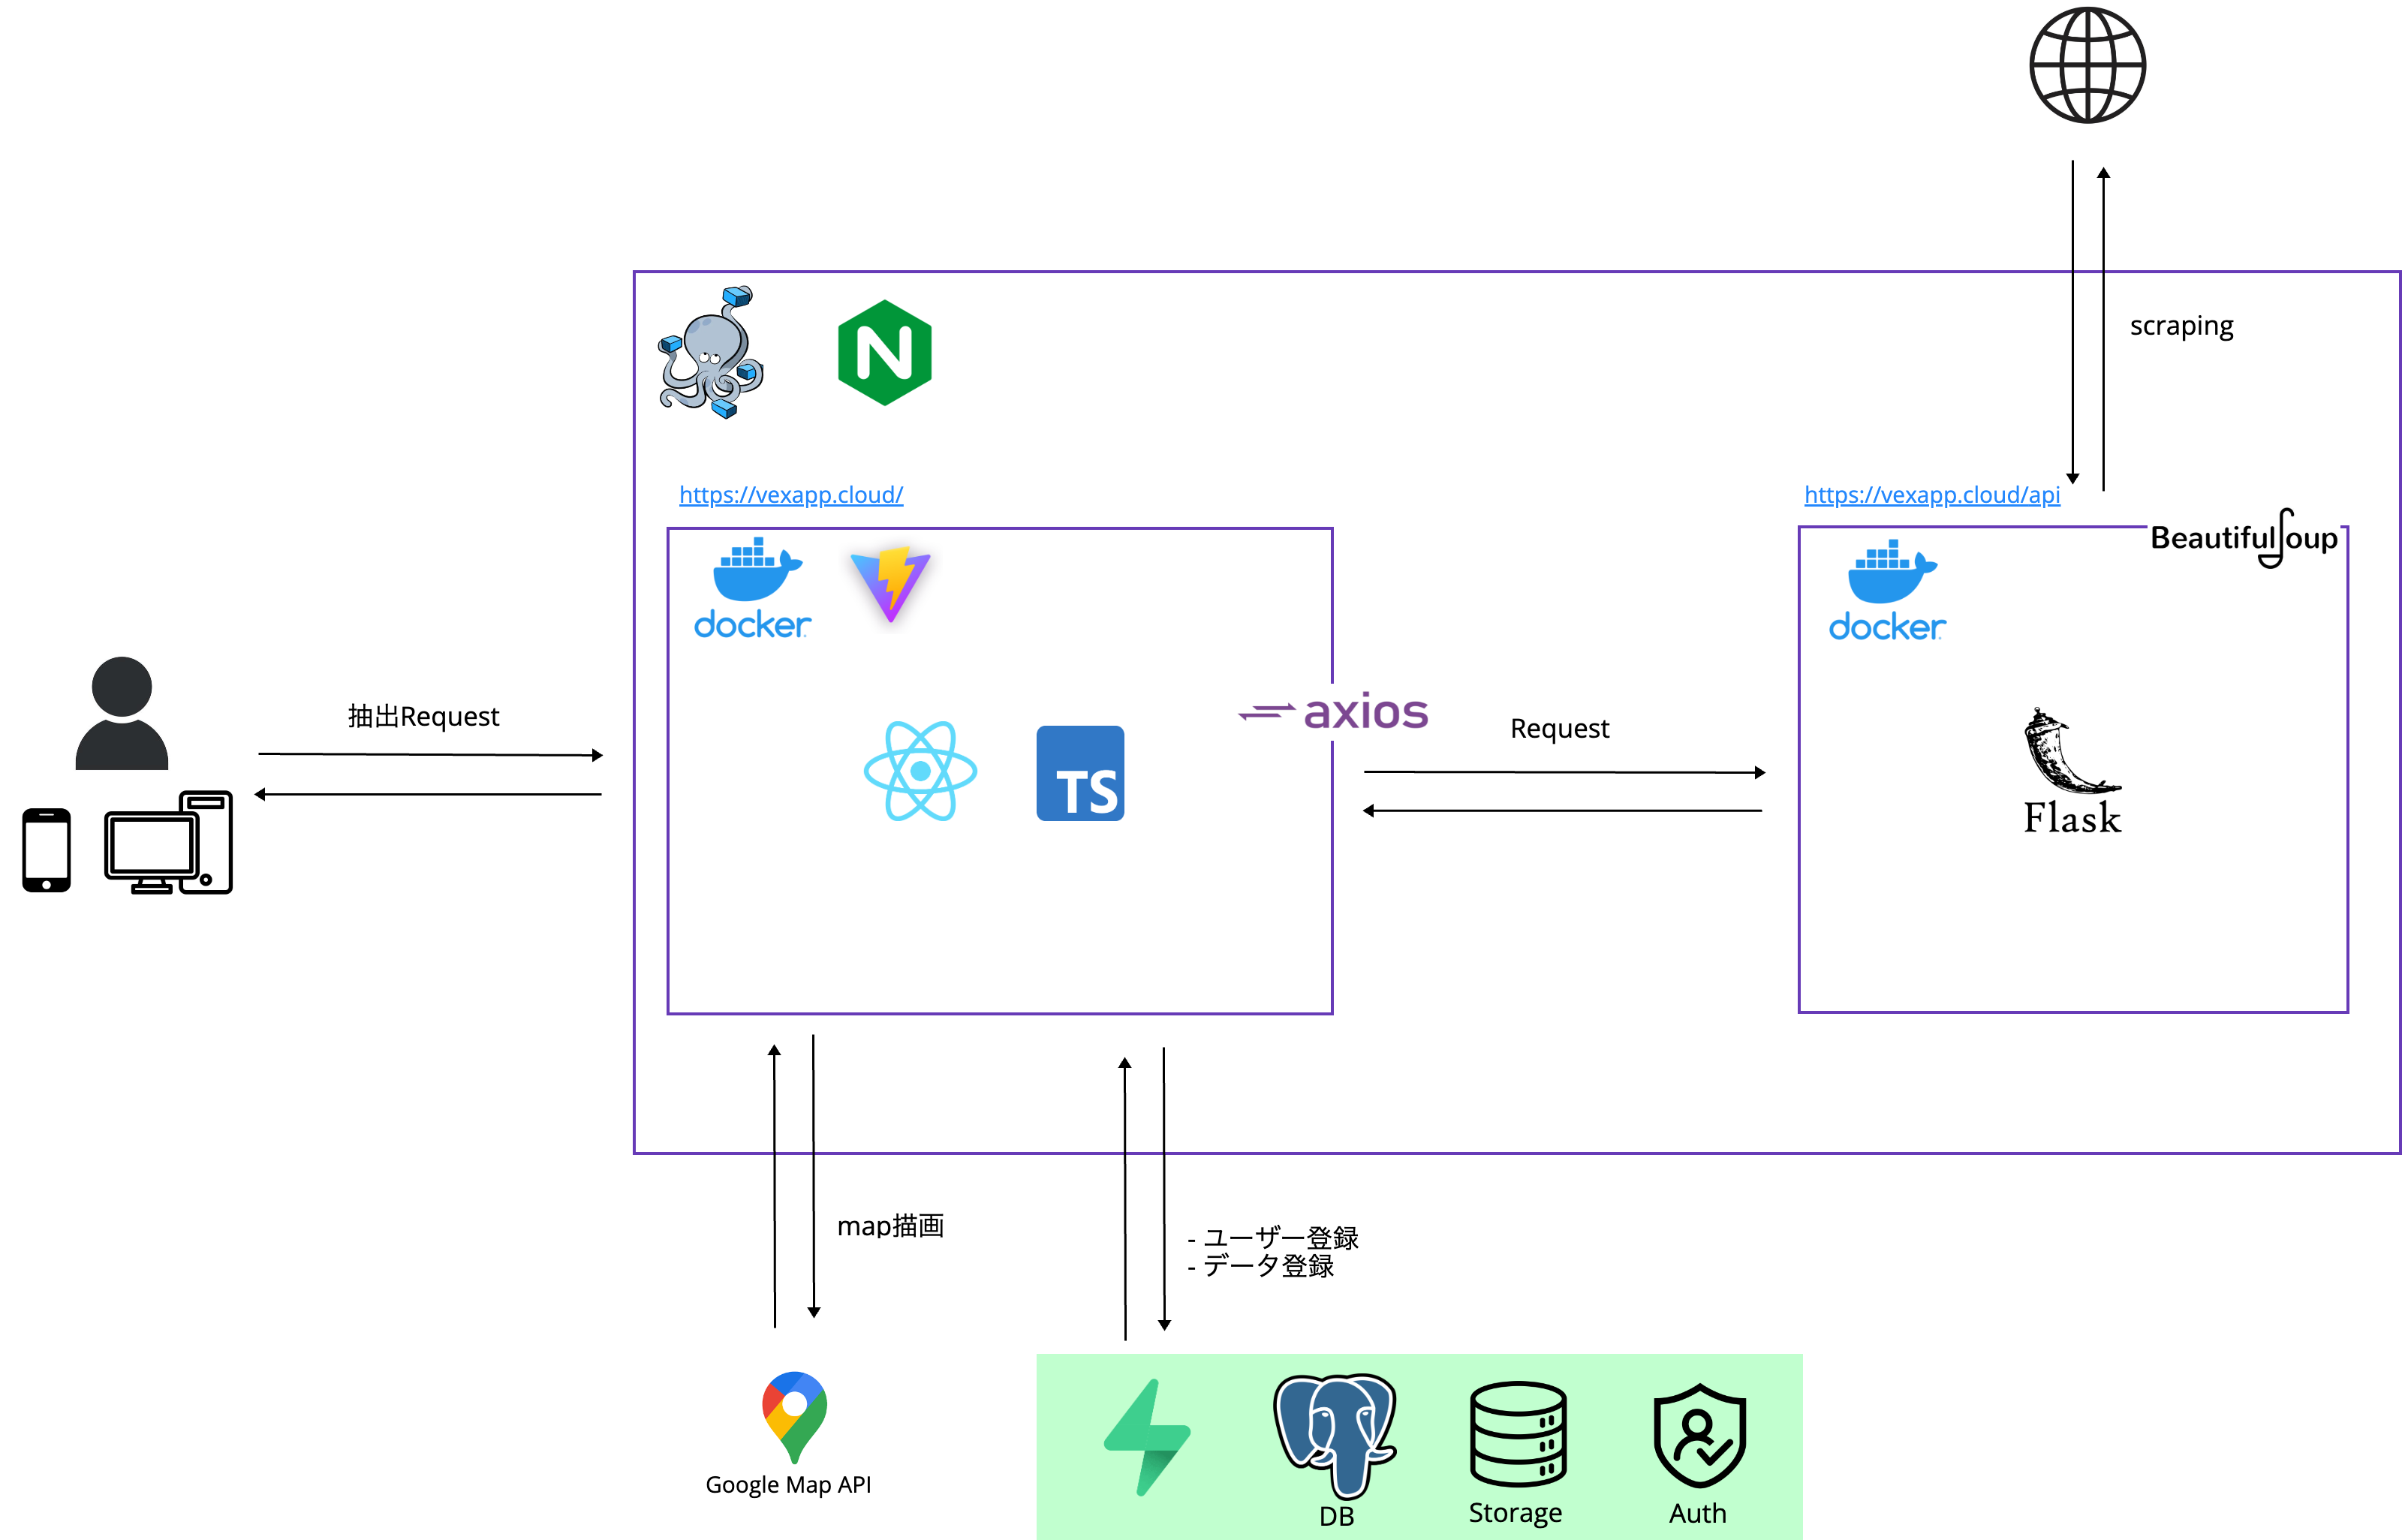 scraping
https://vexapp.cloud/
https://vexapp.cloud/api
BeautifulSoup
docker
docker
抽出Request
axios
Request
TS
Flask
map描画
- ユーザー登録
- データ登録
Google Map API
DB
Storage
Auth